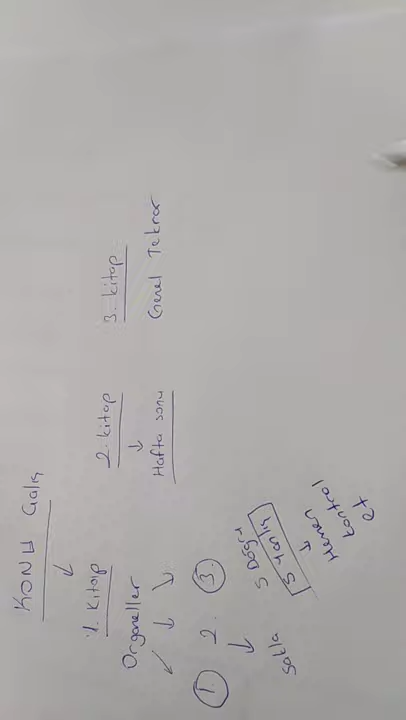 KONU Çalış
1. Kitap
2. kitap
3. kitap
Hafta sonu
Genel Tekrar
Organeller
1. 2. 3.
5 Doğru
5 Yanlış
Sakla
Hemen
kontrol
et